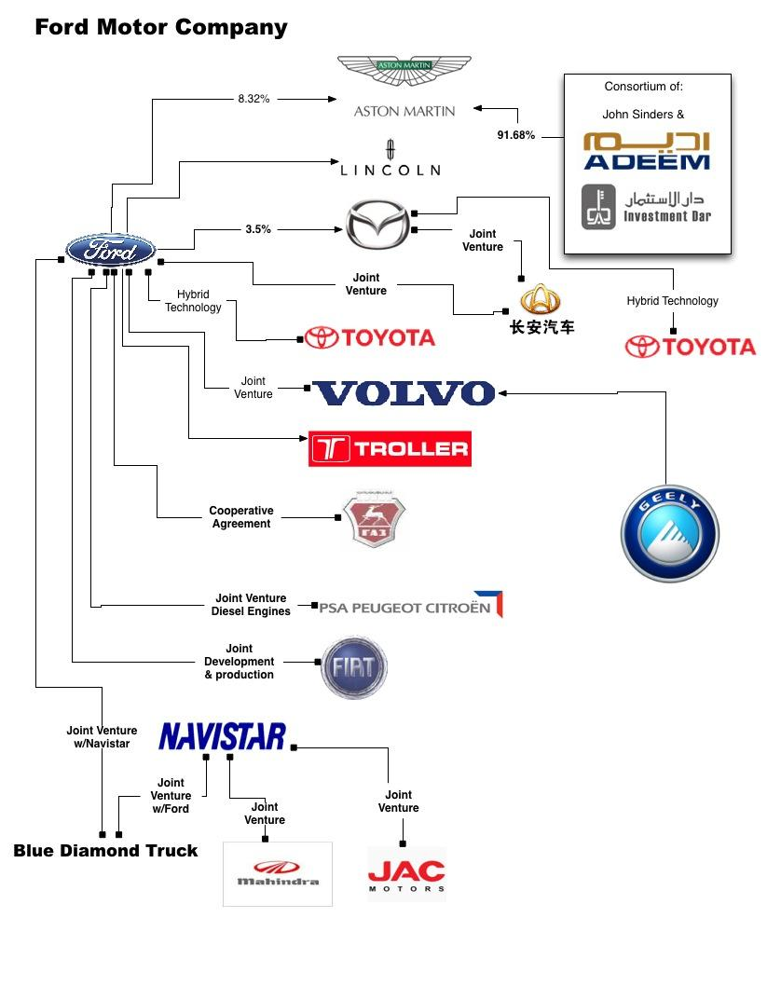 Ford Motor Company
ASTON MARTIN
8.32%
ASTON MARTIN
Consortium of:
John Sinders &
91.68%
اديم
ADEEM
LINCOLN
دار الاستثمار
Investment Dar
3.5%
Ford
Joint
Venture
Joint
Venture
Hybrid
Technology
长安汽车
Hybrid Technology
TOYOTA
TOYOTA
Joint
Venture
VOLVO
TROLLER
GEELY
Cooperative
Agreement
ГАЗ
Joint Venture
Diesel Engines
PSA PEUGEOT CITROËN
Joint
Development
& production
FIAT
Joint Venture
w/Navistar
NAVISTAR
Joint
Venture
w/Ford
Joint
Venture
Joint
Venture
Blue Diamond Truck
Mahindra
JAC
MOTORS